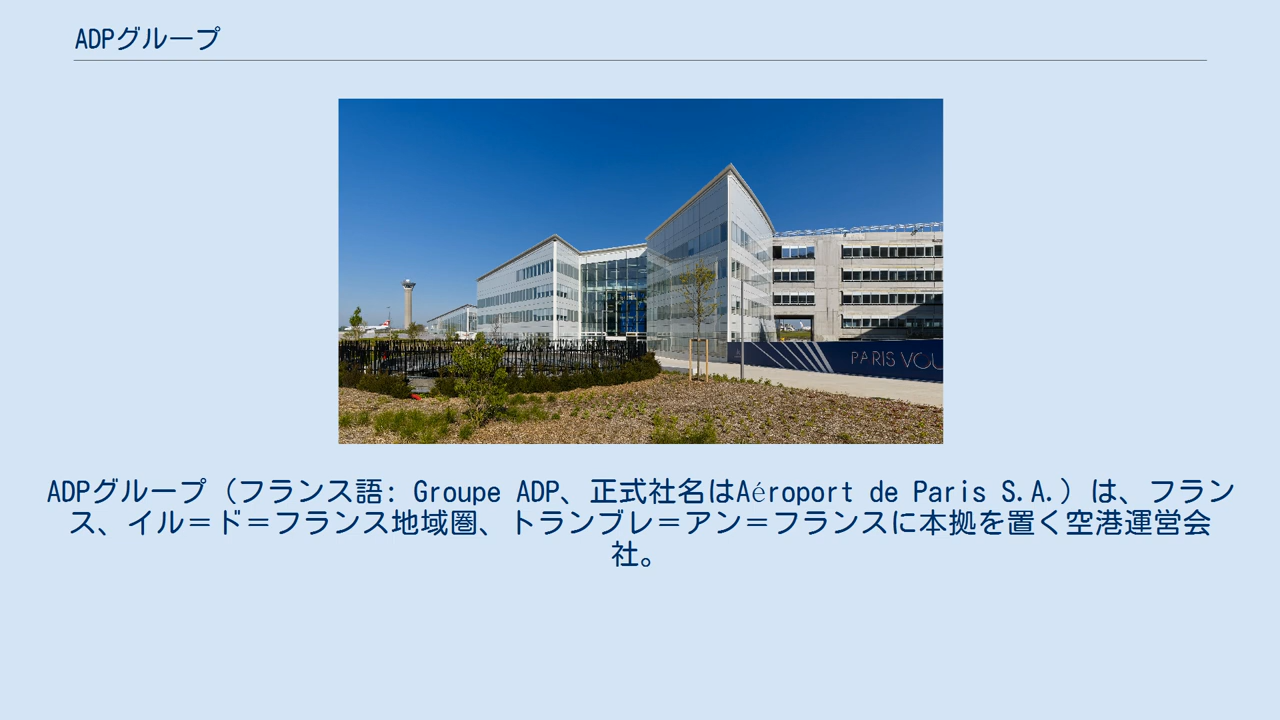 ADPグループ
PARIS VOU
ADPグループ（フランス語: Groupe ADP、正式社名はAéroport de Paris S.A.）は、フラン
ス、イル＝ド＝フランス地域圏、トランブレ＝アン＝フランスに本拠を置く空港運営会
社。